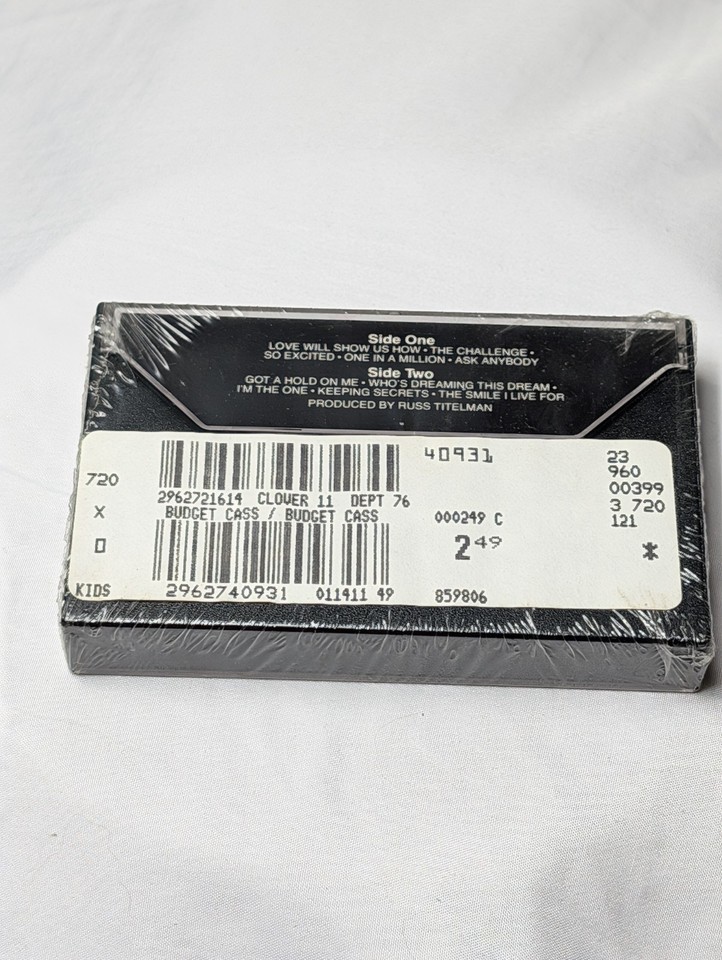 Side One
LOVE WILL SHOW US HOW • THE CHALLENGE •
SO EXCITED • ONE IN A MILLION • ASK ANYBODY
Side Two
GOT A HOLD ON ME • WHO'S DREAMING THIS DREAM •
I'M THE ONE • KEEPING SECRETS • THE SMILE I LIVE FOR
PRODUCED BY RUSS TITELMAN
40931
23
960
00399
3 720
121
720
X
KIDS
2962721614 CLOVER 11 DEPT 76
BUDGET CASS / BUDGET CASS
000249 C
2 49
2962740931 011411 49
859806